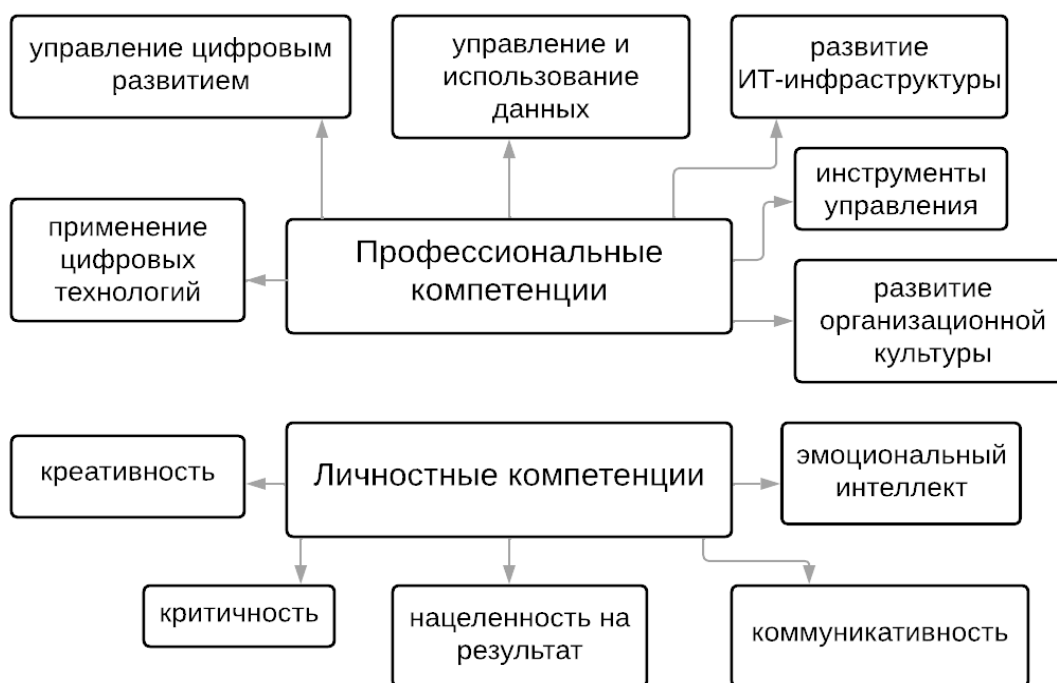 управление цифровым
развитием
управление и
использование
данных
развитие
ИТ-инфраструктуры
инструменты
управления
применение
цифровых
технологий
Профессиональные
компетенции
развитие
организационной
культуры
креативность
Личностные компетенции
эмоциональный
интеллект
критичность
нацеленность на
результат
коммуникативность